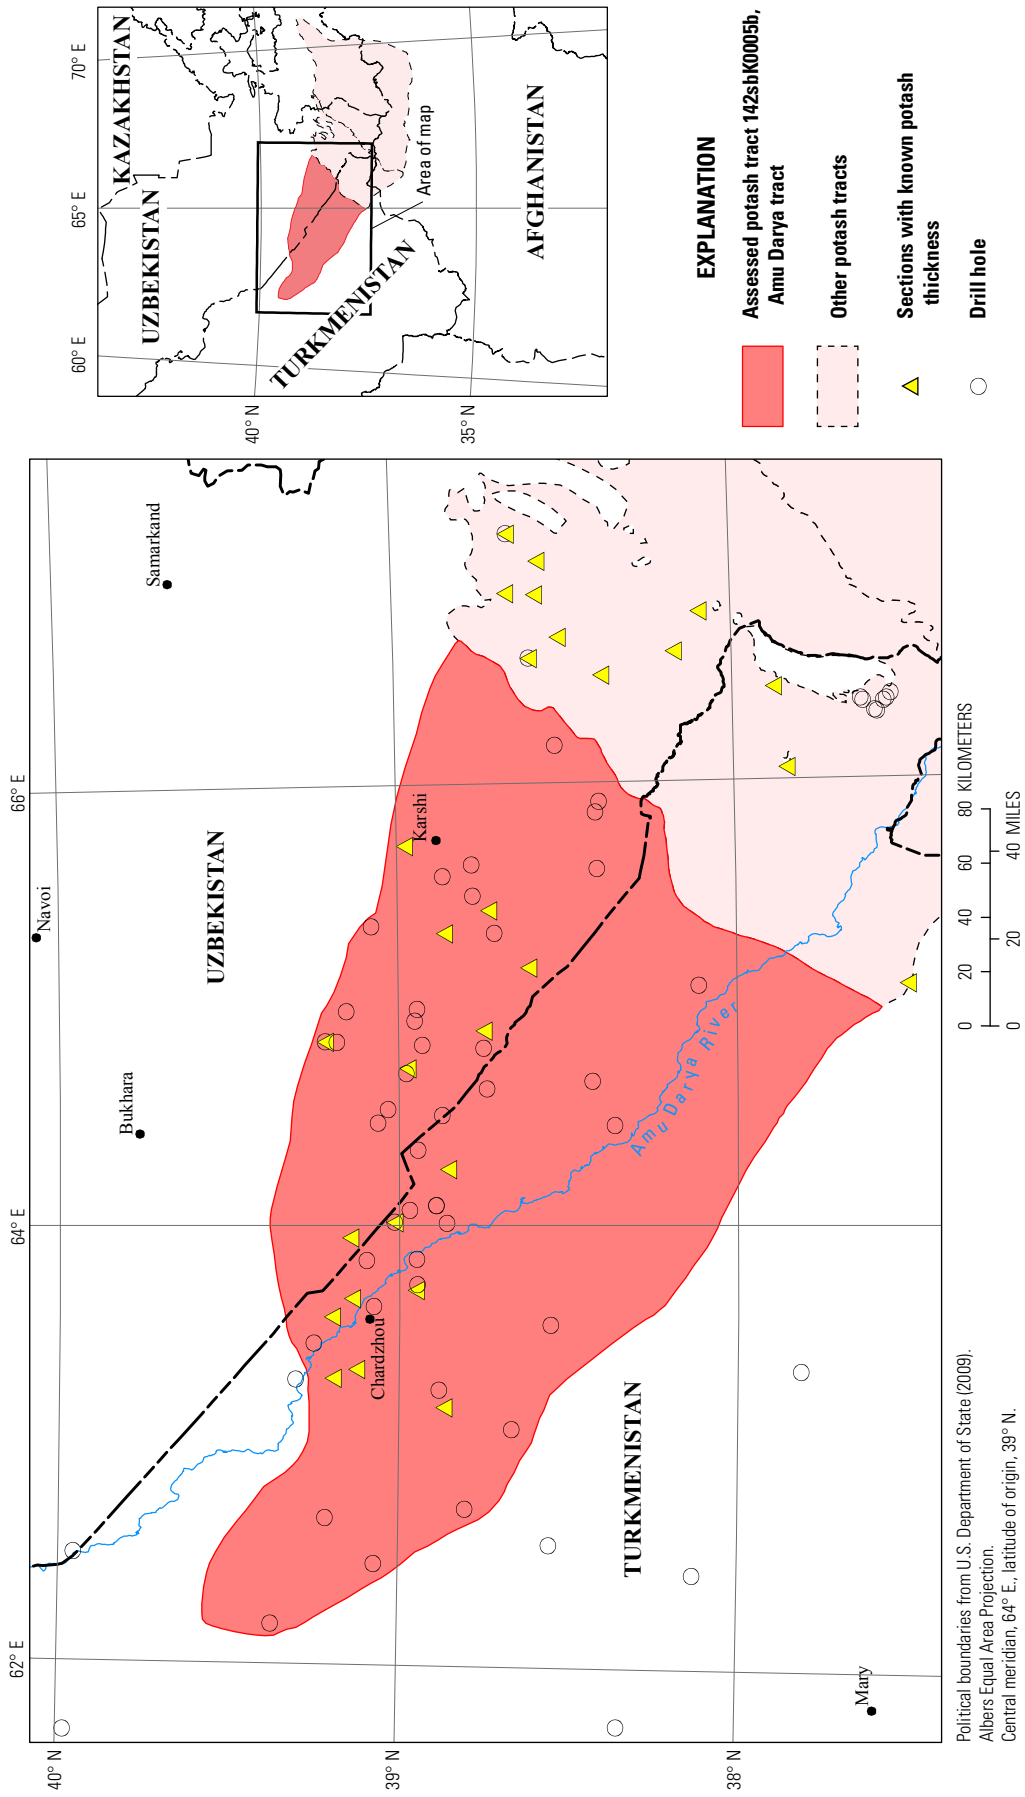 62° E
64° E
66° E
40° N
39° N
38° N
Navoi
Samarkand
Bukhara
UZBEKISTAN
Karshi
Chardzhou
Amu Darya River
TURKMENISTAN
Mary
60° E
65° E
70° E
40° N
35° N
KAZAKHSTAN
UZBEKISTAN
TURKMENISTAN
AFGHANISTAN
Area of map
EXPLANATION
Assessed potash tract 142sbK0005b,
Amu Darya tract
Other potash tracts
Sections with known potash
thickness
Drill hole
0 20 40 60 80 KILOMETERS
0 20 40 MILES
Political boundaries from U.S. Department of State (2009).
Albers Equal Area Projection.
Central meridian, 64° E., latitude of origin, 39° N.